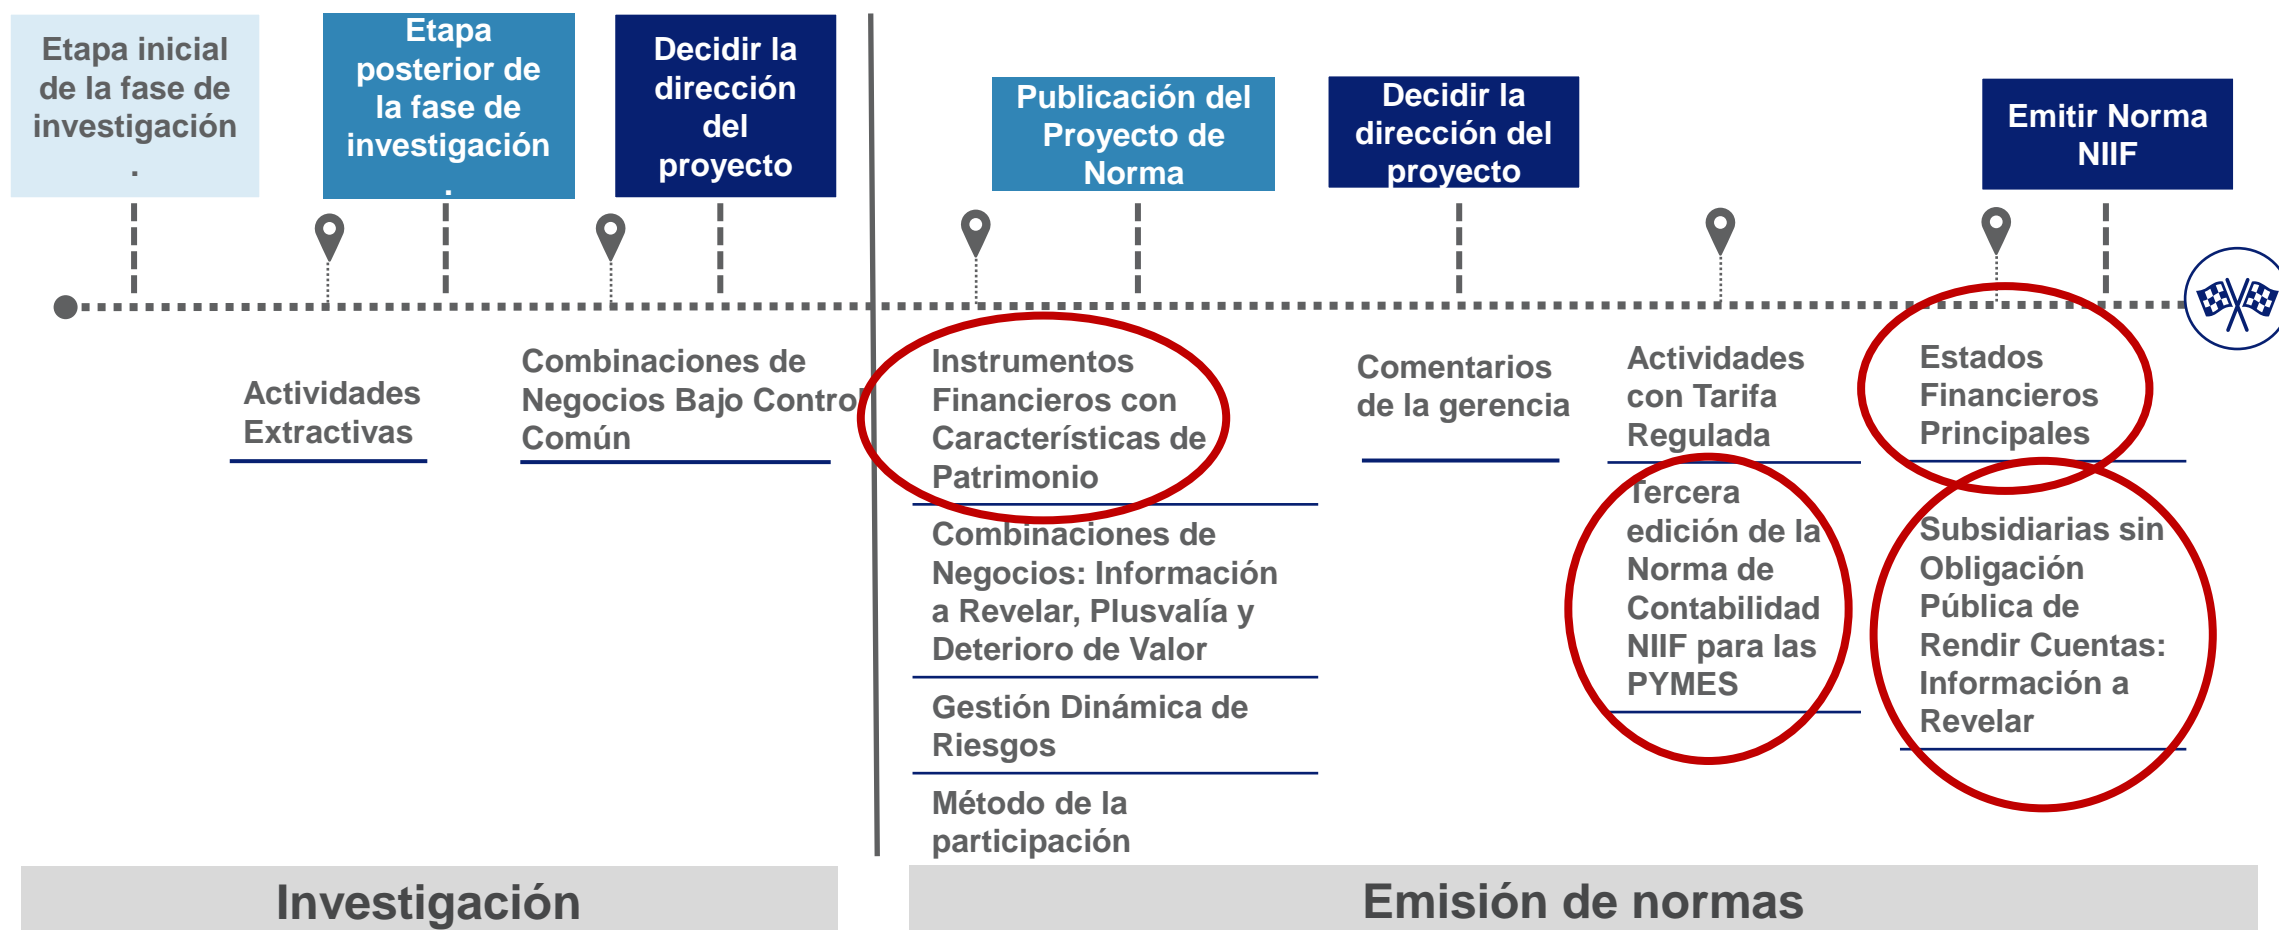 Etapa inicial
de la fase de
investigación
.
Etapa
posterior de
la fase de
investigación
.
Decidir la
dirección
del
proyecto
Publicación del
Proyecto de
Norma
Decidir la
dirección del
proyecto
Emitir Norma
NIIF
Actividades
Extractivas
Combinaciones de
Negocios Bajo Control
Común
Instrumentos
Financieros con
Características de
Patrimonio
Combinaciones de
Negocios: Información
a Revelar, Plusvalía y
Deterioro de Valor
Gestión Dinámica de
Riesgos
Método de la
participación
Comentarios
de la gerencia
Actividades
con Tarifa
Regulada
Tercera
edición de la
Norma de
Contabilidad
NIIF para las
PYMES
Estados
Financieros
Principales
Subsidiarias sin
Obligación
Pública de
Rendir Cuentas:
Información a
Revelar
Investigación
Emisión de normas